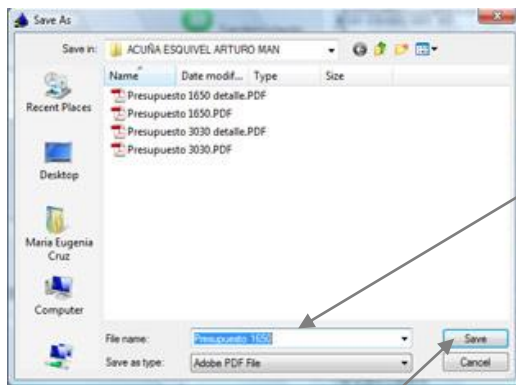 Save As
Save in: ACUÑA ESQUIVEL ARTURO MAN
Name Date modif... Type Size
Presupuesto 1650 detalle.PDF
Presupuesto 1650.PDF
Presupuesto 3030 detalle.PDF
Presupuesto 3030.PDF
Recent Places
Desktop
Maria Eugenia
Cruz
Computer
File name: Presupuesto 1650 Save
Save as type: Adobe PDF File Cancel